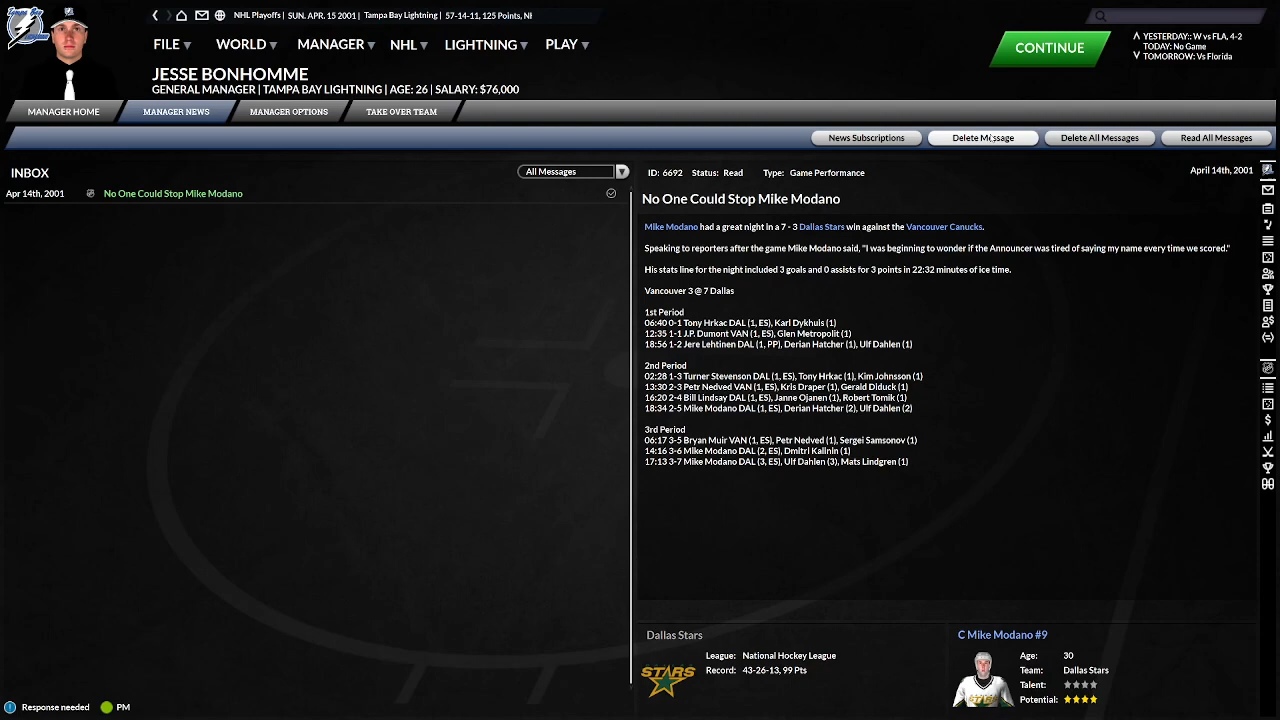 NHL Playoffs | SUN. APR. 15 2001 | Tampa Bay Lightning | 57-14-11, 125 Points, NI
FILE WORLD MANAGER NHL LIGHTNING PLAY
CONTINUE
YESTERDAY:: W vs FLA, 4-2
TODAY: No Game
TOMORROW: Vs Florida
JESSE BONHOMME
GENERAL MANAGER | TAMPA BAY LIGHTNING | AGE: 26 | SALARY: $76,000
MANAGER HOME MANAGER NEWS MANAGER OPTIONS TAKE OVER TEAM
News Subscriptions Delete Message Delete All Messages Read All Messages
INBOX
All Messages
Apr 14th, 2001 No One Could Stop Mike Modano
ID: 6692 Status: Read Type: Game Performance
April 14th, 2001
No One Could Stop Mike Modano
Mike Modano had a great night in a 7 - 3 Dallas Stars win against the Vancouver Canucks.
Speaking to reporters after the game Mike Modano said, "I was beginning to wonder if the Announcer was tired of saying my name every time we scored."
His stats line for the night included 3 goals and 0 assists for 3 points in 22:32 minutes of ice time.
Vancouver 3 @ 7 Dallas
1st Period
06:40 0-1 Tony Hrkac DAL (1, ES), Karl Dykhuis (1)
12:35 1-1 J.P. Dumont VAN (1, ES), Glen Metropolit (1)
18:56 1-2 Jere Lehtinen DAL (1, PP), Derian Hatcher (1), Ulf Dahlen (1)
2nd Period
02:28 1-3 Turner Stevenson DAL (1, ES), Tony Hrkac (1), Kim Johnsson (1)
13:30 2-3 Petr Nedved VAN (1, ES), Kris Draper (1), Gerald Diduck (1)
16:20 2-4 Bill Lindsay DAL (1, ES), Janne Ojanen (1), Robert Tomik (1)
18:34 2-5 Mike Modano DAL (1, ES), Derian Hatcher (2), Ulf Dahlen (2)
3rd Period
06:17 3-5 Bryan Muir VAN (1, ES), Petr Nedved (1), Sergei Samsonov (1)
14:16 3-6 Mike Modano DAL (2, ES), Dmitri Kalinin (1)
17:13 3-7 Mike Modano DAL (3, ES), Ulf Dahlen (3), Mats Lindgren (1)
Dallas Stars
League: National Hockey League
Record: 43-26-13, 99 Pts
STARS
C Mike Modano #9
Age: 30
Team: Dallas Stars
Talent:
Potential:
Response needed PM